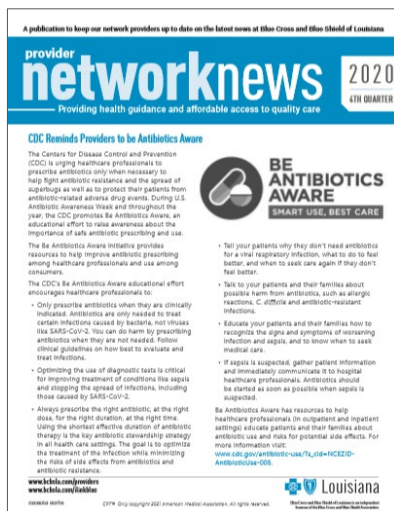 A publication to keep our network providers up to date on the latest news at Blue Cross and Blue Shield of Louisiana
provider
networknews
Providing health guidance and affordable access to quality care
2020
4TH QUARTER
CDC Reminds Providers to be Antibiotics Aware
The Centers for Disease Control and Prevention
(CDC) is urging healthcare professionals to
prescribe antibiotics only when necessary to
help fight antibiotic resistance and the spread of
superbugs as well as to protect their patients from
antibiotic-related adverse drug events. During U.S.
Antibiotic Awareness Week and throughout the
year, the CDC promotes Be Antibiotics Aware, an
educational effort to raise awareness about the
importance of safe antibiotic prescribing and use.
The Be Antibiotics Aware initiative provides
resources to help improve antibiotic prescribing
among healthcare professionals and use among
consumers.
The CDC's Be Antibiotics Aware educational effort
encourages healthcare professionals to:
• Only prescribe antibiotics when they are clinically
indicated. Antibiotics are only needed to treat
certain infections caused by bacteria, not viruses
like SARS-CoV-2. You can do harm by prescribing
antibiotics when they are not needed. Follow
clinical guidelines on how best to evaluate and
treat infections.
• Optimizing the use of diagnostic tests is critical
for improving treatment of conditions like sepsis
and stopping the spread of infections, including
those caused by SARS-CoV-2.
• Always prescribe the right antibiotic, at the right
dose, for the right duration, at the right time.
Using the shortest effective duration of antibiotic
therapy is the key antibiotic stewardship strategy
in all health care settings. The goal is to optimize
the treatment of the infection while minimizing
the risks of side effects from antibiotics and
antibiotic resistance.
BE
ANTIBIOTICS
AWARE
SMART USE, BEST CARE
• Tell your patients why they don't need antibiotics
for a viral respiratory infection, what to do to feel
better, and when to seek care again if they don't
feel better.
• Talk to your patients and their families about
possible harm from antibiotics, such as allergic
reactions, C. difficile and antibiotic-resistant
infections.
• Educate your patients and their families how to
recognize the signs and symptoms of worsening
infection and sepsis, and to know when to seek
medical care.
• If sepsis is suspected, gather patient information
and immediately communicate it to hospital
healthcare professionals. Antibiotics should
be started as soon as possible when sepsis is
suspected.
Be Antibiotics Aware has resources to help
healthcare professionals (in outpatient and inpatient
settings) educate patients and their families about
antibiotic use and risks for potential side effects. For
more information visit:
www.cdc.gov/antibiotic-use/?s_cid=NCEZID-
AntibioticUse-005.
www.bcbsla.com/providers
www.bcbsla.com/ilinkblue
Louisiana
CPT® Only copyright 2021 American Medical Association. All rights reserved.